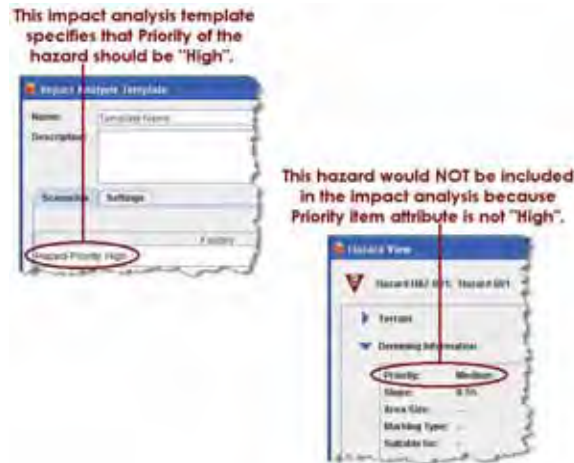 This impact analysis template
specifies that Priority of the
hazard should be "High".
Impact Analysis Template
Name:
Template Name
Description:
Scenarios
Settings
Factors
Hazard Priority: High
This hazard would NOT be included
in the impact analysis because
Priority item attribute is not "High".
Hazard View
Terrain
Demining Information
Priority: Medium
Slope:
Area Size: -
Marking Type: -
Suitable for: -